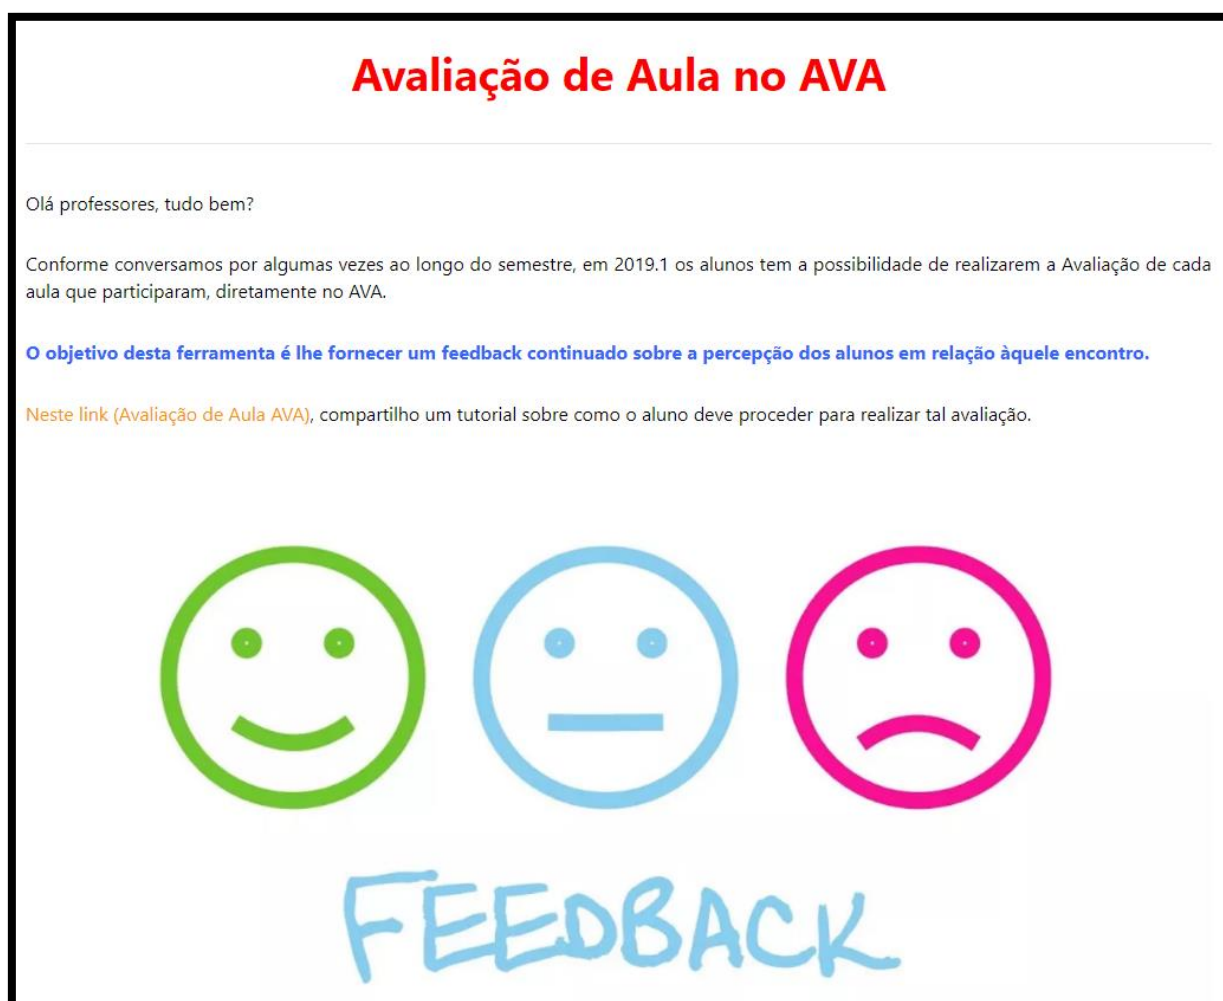 Avaliação de Aula no AVA
Olá professores, tudo bem?
Conforme conversamos por algumas vezes ao longo do semestre, em 2019.1 os alunos tem a possibilidade de realizarem a Avaliação de cada
aula que participaram, diretamente no AVA.
O objetivo desta ferramenta é lhe fornecer um feedback continuado sobre a percepção dos alunos em relação àquele encontro.
Neste link (Avaliação de Aula AVA), compartilho um tutorial sobre como o aluno deve proceder para realizar tal avaliação.
FEEDBACK